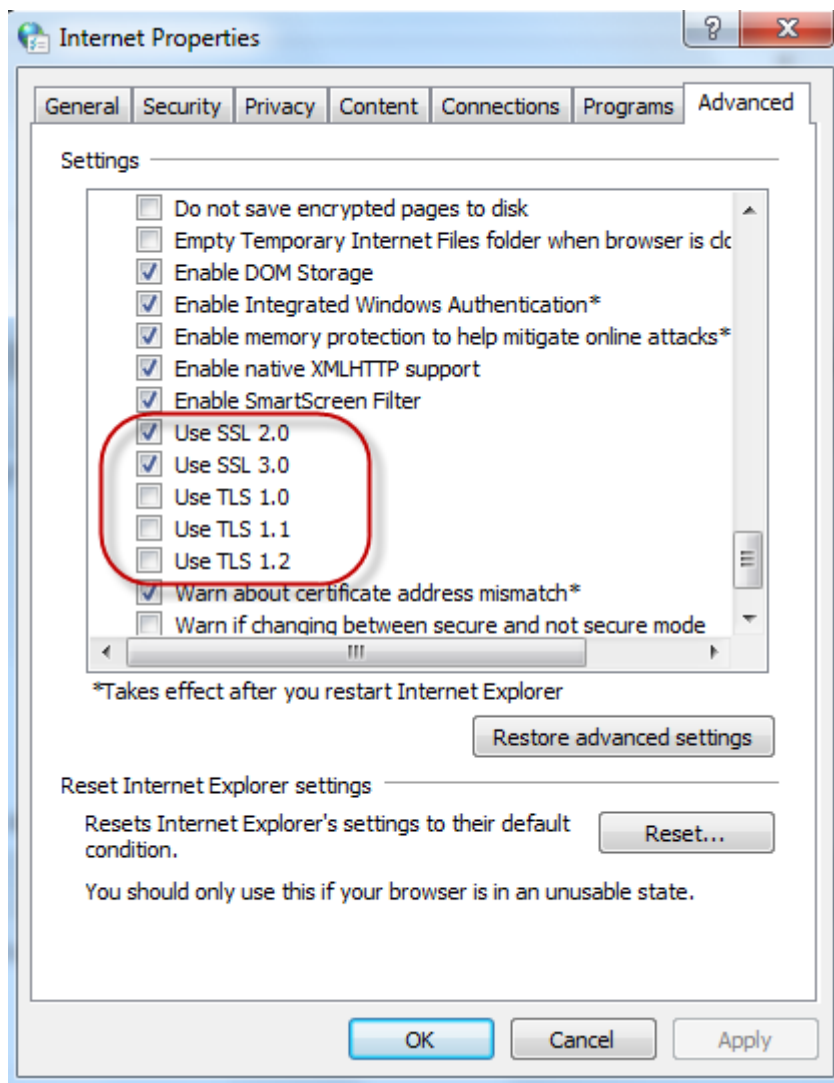 Internet Properties
General Security Privacy Content Connections Programs Advanced
Settings
Do not save encrypted pages to disk
Empty Temporary Internet Files folder when browser is clc
Enable DOM Storage
Enable Integrated Windows Authentication*
Enable memory protection to help mitigate online attacks*
Enable native XMLHTTP support
Enable SmartScreen Filter
Use SSL 2.0
Use SSL 3.0
Use TLS 1.0
Use TLS 1.1
Use TLS 1.2
Warn about certificate address mismatch*
Warn if changing between secure and not secure mode
*Takes effect after you restart Internet Explorer
Restore advanced settings
Reset Internet Explorer settings
Resets Internet Explorer's settings to their default
condition.
Reset...
You should only use this if your browser is in an unusable state.
OK Cancel Apply